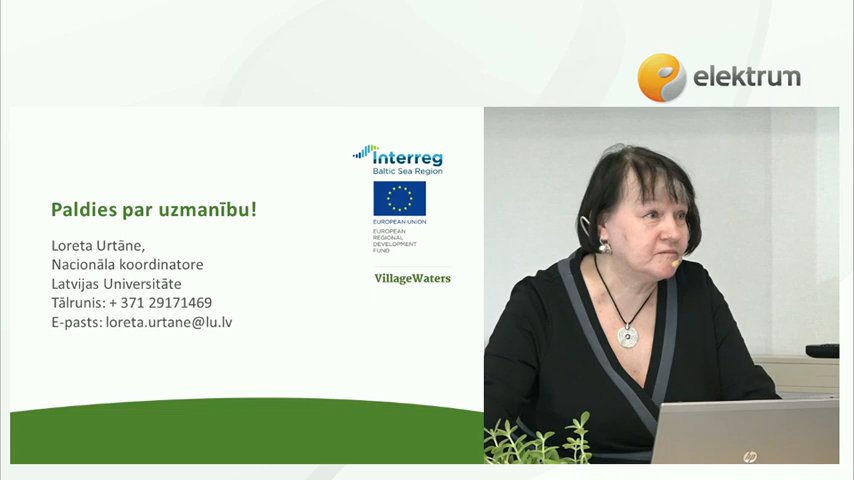 elektrum
Interreg
Baltic Sea Region
EUROPEAN UNION
EUROPEAN
REGIONAL
DEVELOPMENT
FUND
VillageWaters
Paldies par uzmanību!
Loreta Urtāne,
Nacionāla koordinatore
Latvijas Universitāte
Tālrunis: + 371 29171469
E-pasts: loreta.urtane@lu.lv
hp